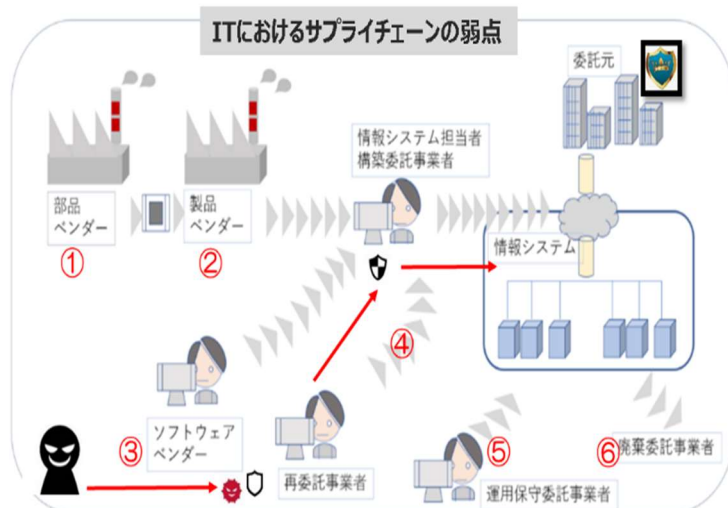 ITにおけるサプライチェーンの弱点
委託元
情報システム担当者
構築委託事業者
部品
ベンダー
①
製品
ベンダー
②
情報システム
④
③
ソフトウェア
ベンダー
再委託事業者
⑤
運用保守委託事業者
⑥
廃棄委託事業者